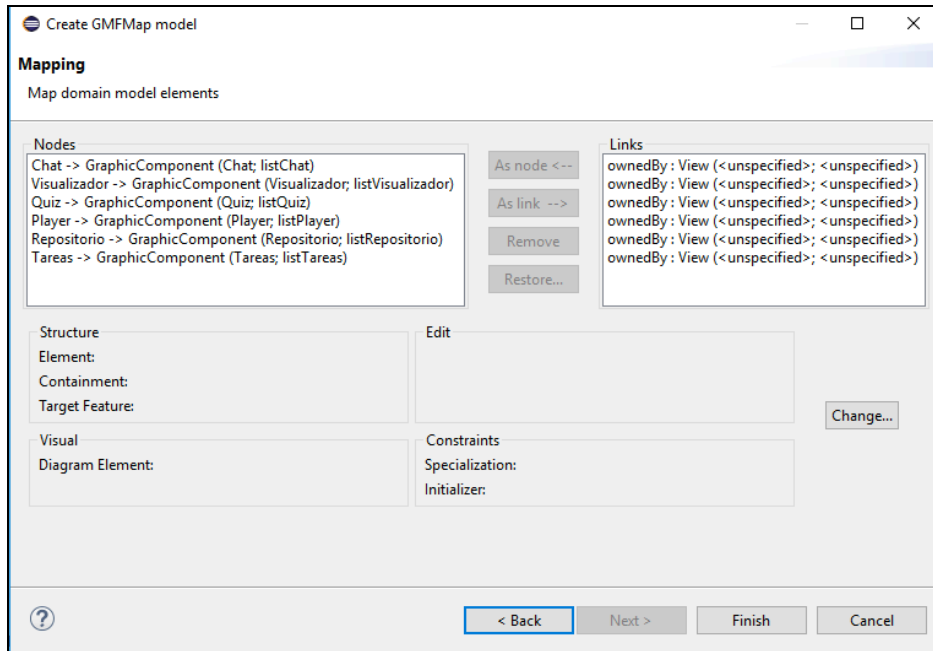 Create GMFMap model
Mapping
Map domain model elements
Nodes
Chat -> GraphicComponent (Chat; listChat)
Visualizador -> GraphicComponent (Visualizador; listVisualizador)
Quiz -> GraphicComponent (Quiz; listQuiz)
Player -> GraphicComponent (Player; listPlayer)
Repositorio -> GraphicComponent (Repositorio; listRepositorio)
Tareas -> GraphicComponent (Tareas; listTareas)
As node <--
As link -->
Remove
Restore...
Links
ownedBy : View (<unspecified>; <unspecified>)
ownedBy : View (<unspecified>; <unspecified>)
ownedBy : View (<unspecified>; <unspecified>)
ownedBy : View (<unspecified>; <unspecified>)
ownedBy : View (<unspecified>; <unspecified>)
ownedBy : View (<unspecified>; <unspecified>)
Structure
Element:
Containment:
Target Feature:
Edit
Change...
Visual
Diagram Element:
Constraints
Specialization:
Initializer:
?
< Back
Next >
Finish
Cancel